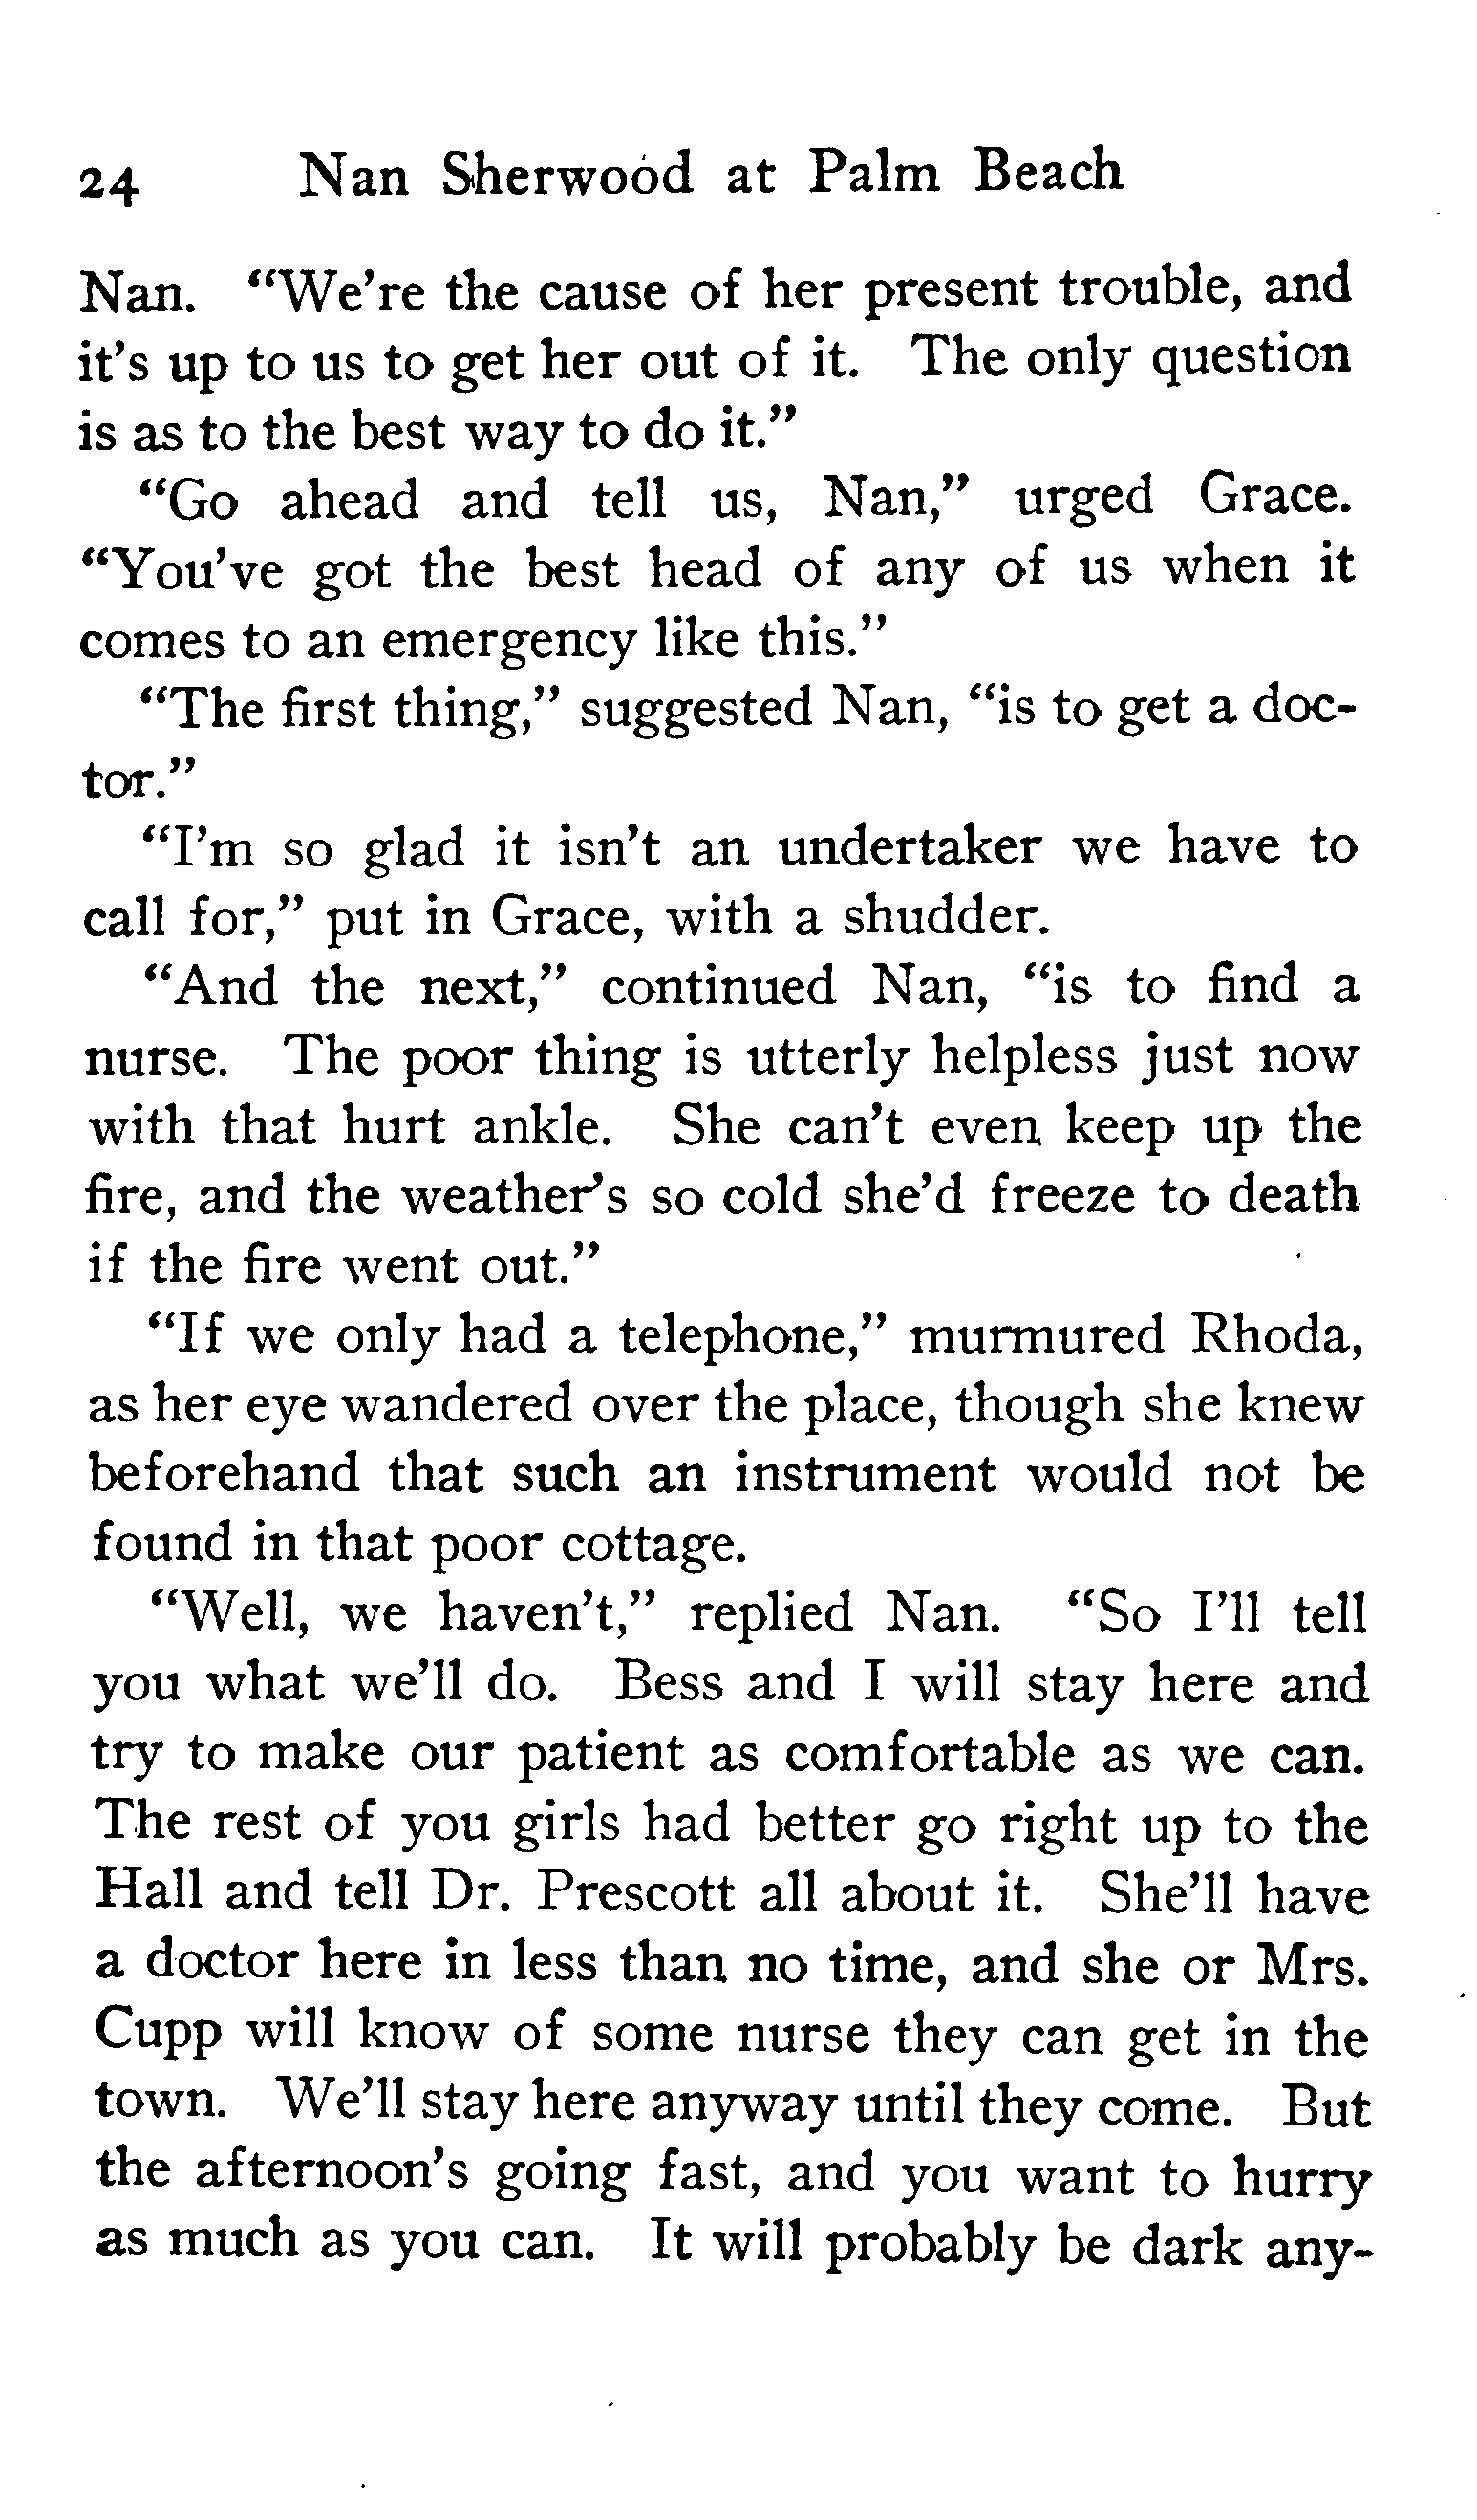 24 Nan Sherwood at Palm Beach
Nan. “We’re the cause of her present trouble, and
it’s up to us to get her out of it. The only question
is as to the best way to do it.”
“Go ahead and tell us, Nan,” urged Grace.
“You’ve got the best head of any of us when it
comes to an emergency like this.”
“The first thing,” suggested Nan, “is to get a doc-
tor.”
“I’m so glad it isn’t an undertaker we have to
call for,” put in Grace, with a shudder.
“And the next,” continued Nan, “is to find a
nurse. The poor thing is utterly helpless just now
with that hurt ankle. She can’t even keep up the
fire, and the weather’s so cold she’d freeze to death
if the fire went out.”
“If we only had a telephone,” murmured Rhoda,
as her eye wandered over the place, though she knew
beforehand that such an instrument would not be
found in that poor cottage.
“Well, we haven’t,” replied Nan. “So I’ll tell
you what we’ll do. Bess and I will stay here and
try to make our patient as comfortable as we can.
The rest of you girls had better go right up to the
Hall and tell Dr. Prescott all about it. She’ll have
a doctor here in less than no time, and she or Mrs.
Cupp will know of some nurse they can get in the
town. We’ll stay here anyway until they come. But
the afternoon’s going fast, and you want to hurry
as much as you can. It will probably be dark any-